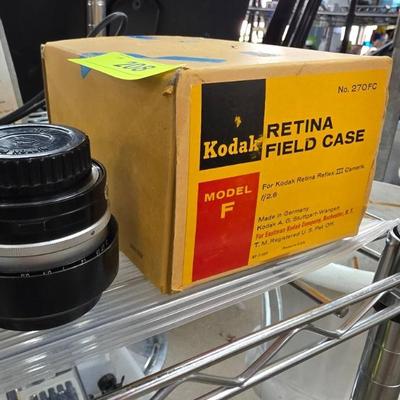 208
No. 270FC
Kodak
RETINA
FIELD CASE
MODEL
F
For Kodak Retina Reflex III Camera,
f/2.8
Made in Germany
Kodak A. G. Stuttgart-Wangen
For Eastman Kodak Company, Rochester, N. Y.
T. M. Registered U. S. Pat. Off.